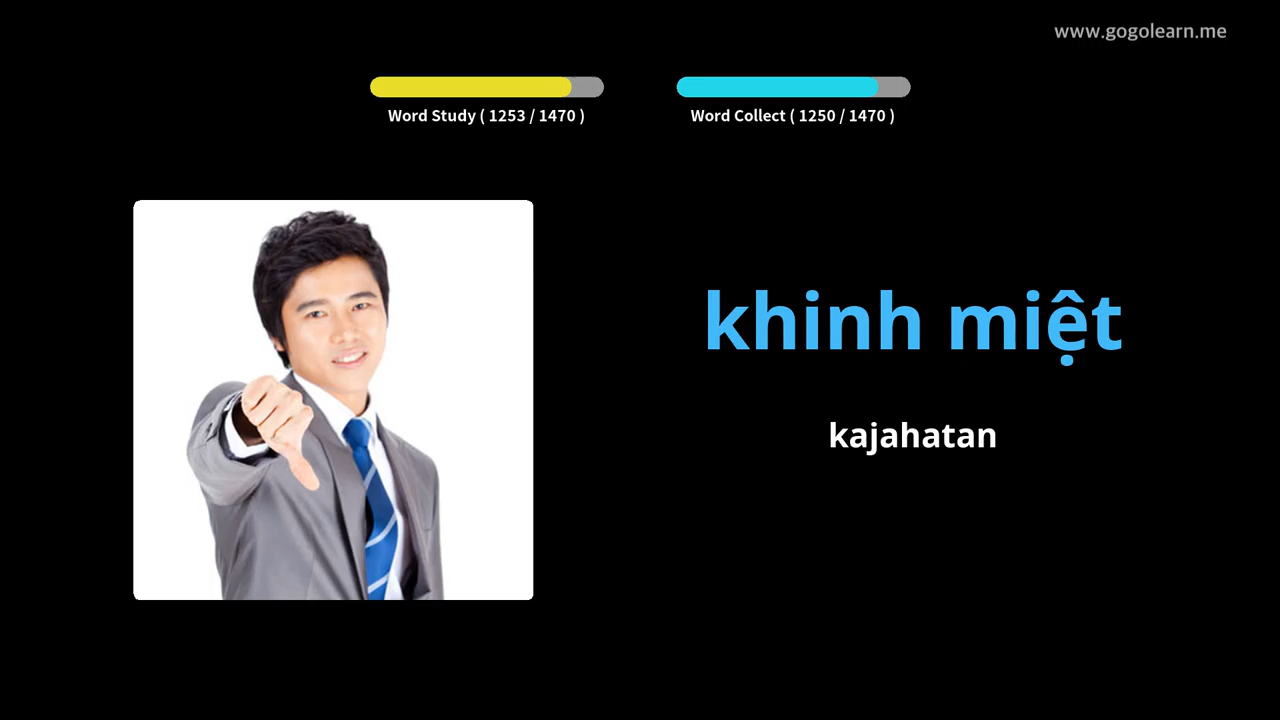 www.gogolearn.me
Word Study ( 1253 / 1470 )
Word Collect ( 1250 / 1470 )
khinh miệt
kajahatan